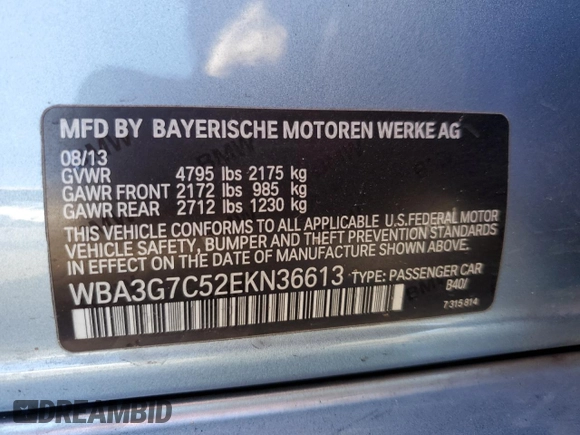 MFD BY BAYERISCHE MOTOREN WERKE AG
08/13
GVWR 4795 lbs 2175 kg
GAWR FRONT 2172 lbs 985 kg
GAWR REAR 2712 lbs 1230 kg
THIS VEHICLE CONFORMS TO ALL APPLICABLE U.S.FEDERAL MOTOR
VEHICLE SAFETY, BUMPER AND THEFT PREVENTION STANDARDS
IN EFFECT ON THE DATE OF MANUFACTURE SHOWN ABOVE.
WBA3G7C52EKN36613 TYPE: PASSENGER CAR
B40/
7 315 814
DREAMBID